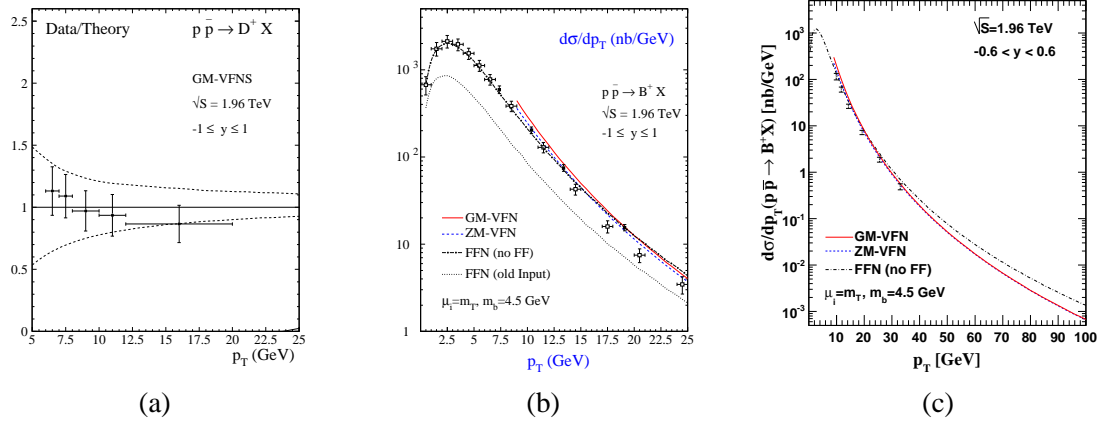 Data/Theory
p p̅ → D⁺ X
GM-VFNS
√S = 1.96 TeV
-1 ≤ y ≤ 1
2.5
2
1.5
1
0.5
0
5
7.5
10
12.5
15
17.5
20
22.5
25
p_T (GeV)
(a)
dσ/dp_T (nb/GeV)
p p̅ → B⁺ X
√S = 1.96 TeV
-1 ≤ y ≤ 1
10³
10²
10
1
GM-VFN
ZM-VFN
FFN (no FF)
FFN (old Input)
μ_i=m_T, m_b=4.5 GeV
0
2.5
5
7.5
10
12.5
15
17.5
20
22.5
25
p_T (GeV)
(b)
dσ/dp_T(p p̅ → B⁺X) [nb/GeV]
√S=1.96 TeV
-0.6 < y < 0.6
10³
10²
10
1
10⁻¹
10⁻²
10⁻³
GM-VFN
ZM-VFN
FFN (no FF)
μ_i=m_T, m_b=4.5 GeV
10
20
30
40
50
60
70
80
90
100
p_T [GeV]
(c)